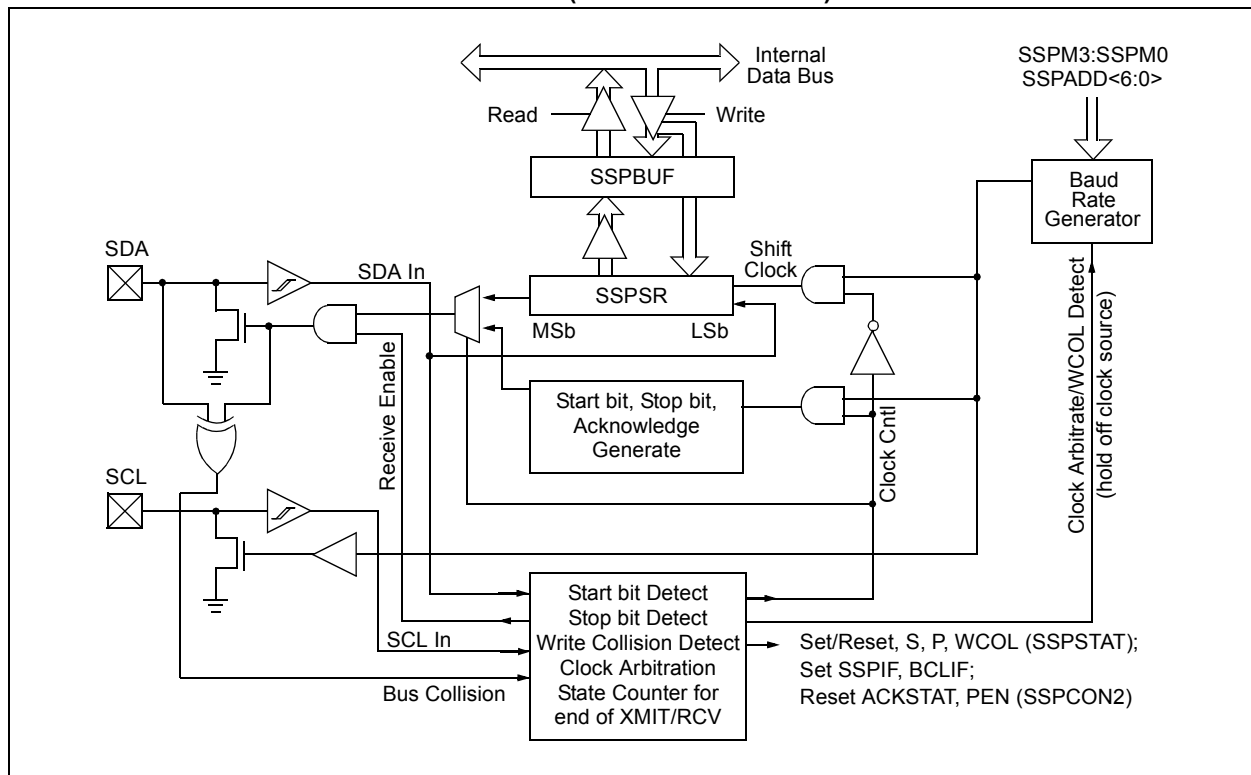 Internal
Data Bus
SSPM3:SSPM0
SSPADD<6:0>
Read
Write
SSPBUF
Baud
Rate
Generator
SDA
SDA In
Shift
Clock
SSPSR
MSb
LSb
Receive Enable
Start bit, Stop bit,
Acknowledge
Generate
Clock Cntl
Clock Arbitrate/WCOL Detect
(hold off clock source)
SCL
SCL In
Bus Collision
Start bit Detect
Stop bit Detect
Write Collision Detect
Clock Arbitration
State Counter for
end of XMIT/RCV
Set/Reset, S, P, WCOL (SSPSTAT);
Set SSPIF, BCLIF;
Reset ACKSTAT, PEN (SSPCON2)